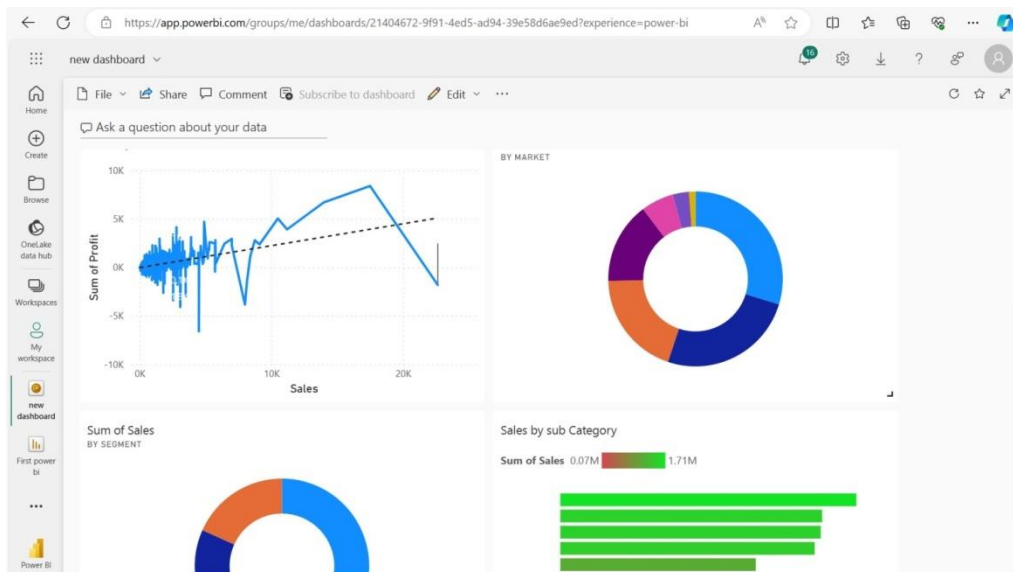 https://app.powerbi.com/groups/me/dashboards/21404672-9f91-4ed5-ad94-39e58d6ae9ed?experience=power-bi
new dashboard
16
File
Share
Comment
Subscribe to dashboard
Edit
Ask a question about your data
Home
Create
Browse
OneLake
data hub
Workspaces
My
workspace
new
dashboard
First power
bi
Power BI
10K
5K
0K
-5K
-10K
Sum of Profit
0K
10K
20K
Sales
BY MARKET
Sum of Sales
BY SEGMENT
Sales by sub Category
Sum of Sales 0.07M 1.71M